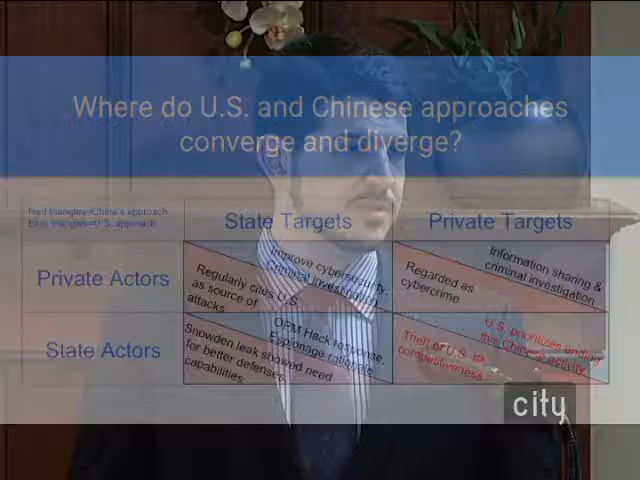 Where do U.S. and Chinese approaches
converge and diverge?
Red triangles=China's approach
Blue triangles=U.S. approach
State Targets
Private Targets
Private Actors
Improve cybersecurity,
Criminal investigation
Regularly cites U.S.
as source of
attacks
Information sharing &
criminal investigation
Regarded as
cybercrime
State Actors
OPM Hack response,
Espionage rationale
Snowden leak showed need
for better defenses,
capabilities.
U.S. prioritizes ending
this Chinese activity
Theft of U.S. IP
competitiveness
city